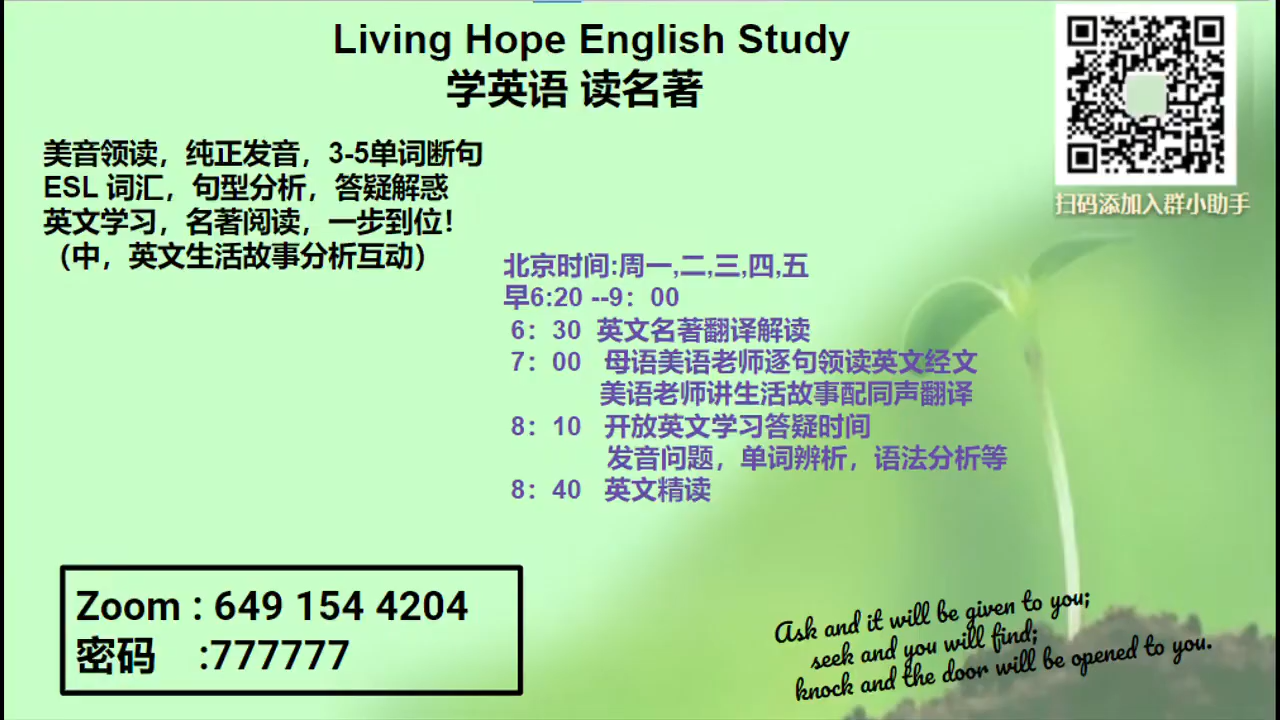 Living Hope English Study
学英语 读名著
扫码添加入群小助手
美音领读，纯正发音，3-5单词断句
ESL 词汇，句型分析，答疑解惑
英文学习，名著阅读，一步到位！
（中，英文生活故事分析互动）
北京时间:周一,二,三,四,五
早6:20 --9：00
6：30 英文名著翻译解读
7：00 母语美语老师逐句领读英文经文
美语老师讲生活故事配同声翻译
8：10 开放英文学习答疑时间
发音问题，单词辨析，语法分析等
8：40 英文精读
Zoom : 649 154 4204
密码 :777777
Ask and it will be given to you;
seek and you will find;
knock and the door will be opened to you.